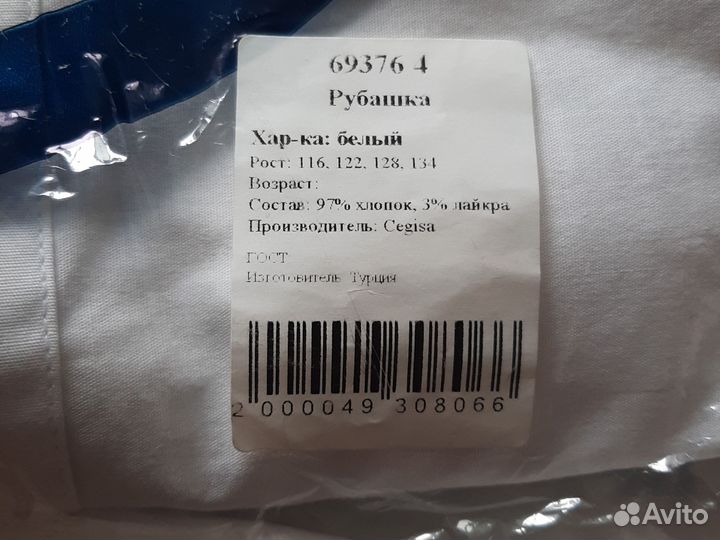 69376 4
Рубашка
Хар-ка: белый
Рост: 116, 122, 128, 134
Возраст:
Состав: 97% хлопок, 3% лайкра
Производитель: Cegisa
ГОСТ
Изготовитель Турция
2 000049 308066
Avito